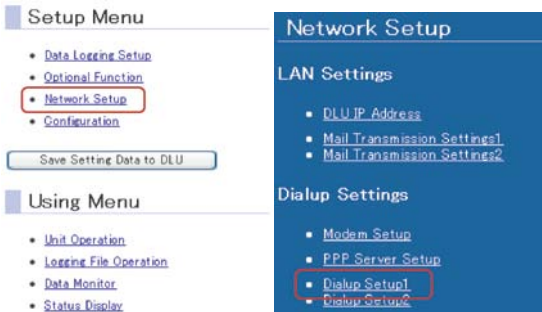 Setup Menu
Data Logging Setup
Optional Function
Network Setup
Configuration
Save Setting Data to DLU
Using Menu
Unit Operation
Logging File Operation
Data Monitor
Status Display
Network Setup
LAN Settings
DLU IP Address
Mail Transmission Settings1
Mail Transmission Settings2
Dialup Settings
Modem Setup
PPP Server Setup
Dialup Setup1
Dialup Setup2